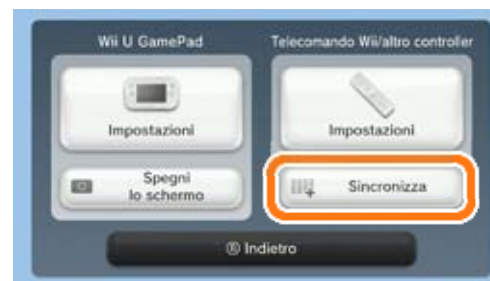 Wii U GamePad
Telecomando Wii/altro controller
Impostazioni
Impostazioni
Spegni
lo schermo
Sincronizza
Ⓑ Indietro